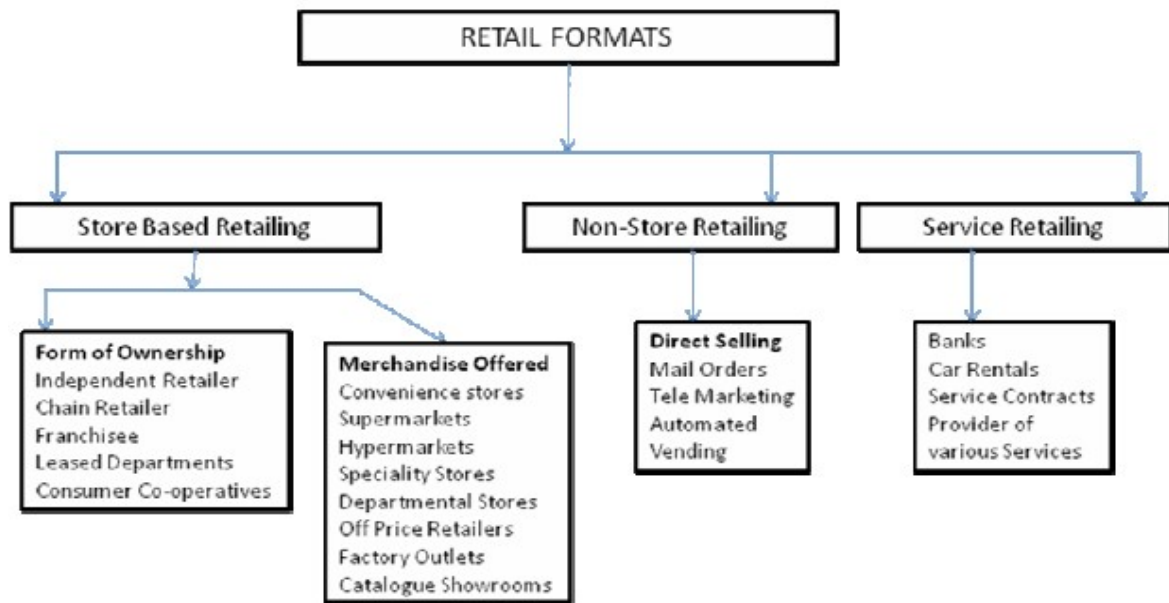 RETAIL FORMATS
Store Based Retailing
Non-Store Retailing
Service Retailing
Form of Ownership
Independent Retailer
Chain Retailer
Franchisee
Leased Departments
Consumer Co-operatives
Merchandise Offered
Convenience stores
Supermarkets
Hypermarkets
Speciality Stores
Departmental Stores
Off Price Retailers
Factory Outlets
Catalogue Showrooms
Direct Selling
Mail Orders
Tele Marketing
Automated
Vending
Banks
Car Rentals
Service Contracts
Provider of
various Services